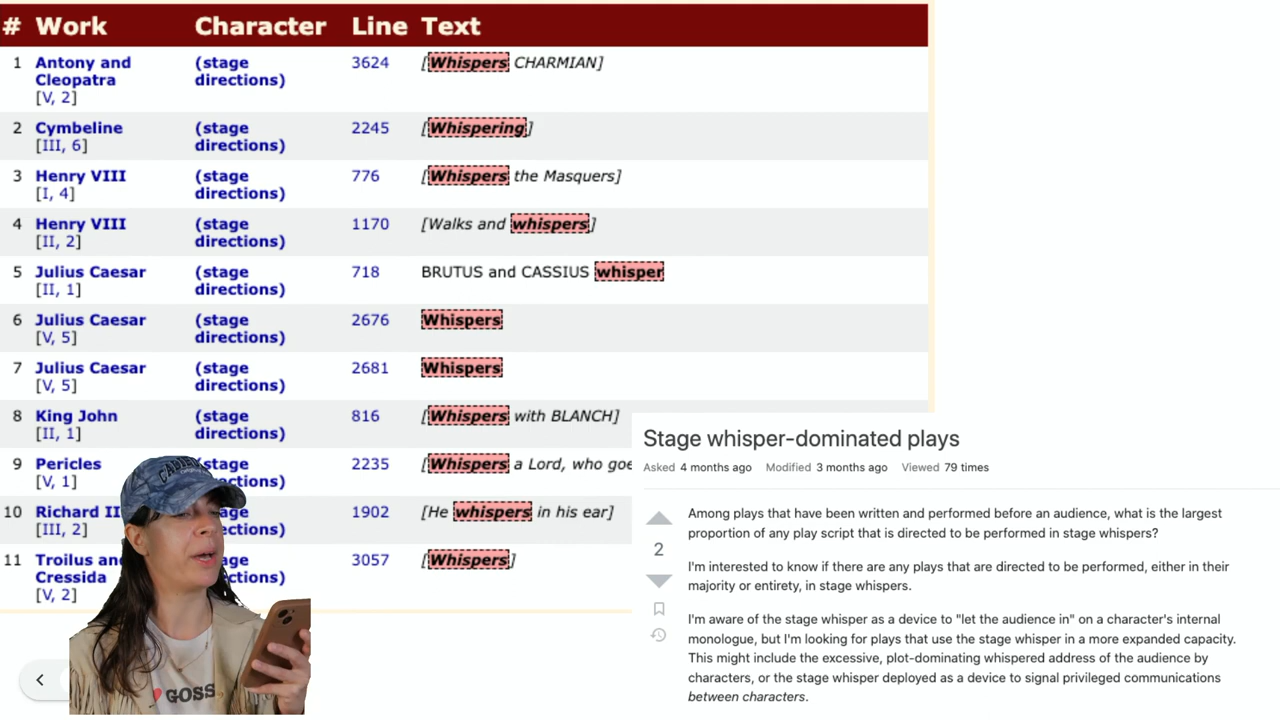 # Work Character Line Text
1 Antony and Cleopatra [V, 2] (stage directions) 3624 [Whispers CHARMIAN]
2 Cymbeline [III, 6] (stage directions) 2245 [Whispering]
3 Henry VIII [I, 4] (stage directions) 776 [Whispers the Masquers]
4 Henry VIII [II, 2] (stage directions) 1170 [Walks and whispers]
5 Julius Caesar [II, 1] (stage directions) 718 BRUTUS and CASSIUS whisper
6 Julius Caesar [V, 5] (stage directions) 2676 Whispers
7 Julius Caesar [V, 5] (stage directions) 2681 Whispers
8 King John [II, 1] (stage directions) 816 [Whispers with BLANCH]
9 Pericles [V, 1] stage directions) 2235 [Whispers a Lord, who goe
10 Richard II [III, 2] directions) 1902 [He whispers in his ear]
11 Troilus and Cressida [V, 2] 3057 [Whispers]
GOSS
Stage whisper-dominated plays
Asked 4 months ago Modified 3 months ago Viewed 79 times
2
Among plays that have been written and performed before an audience, what is the largest
proportion of any play script that is directed to be performed in stage whispers?
I'm interested to know if there are any plays that are directed to be performed, either in their
majority or entirety, in stage whispers.
I'm aware of the stage whisper as a device to "let the audience in" on a character's internal
monologue, but I'm looking for plays that use the stage whisper in a more expanded capacity.
This might include the excessive, plot-dominating whispered address of the audience by
characters, or the stage whisper deployed as a device to signal privileged communications
between characters.